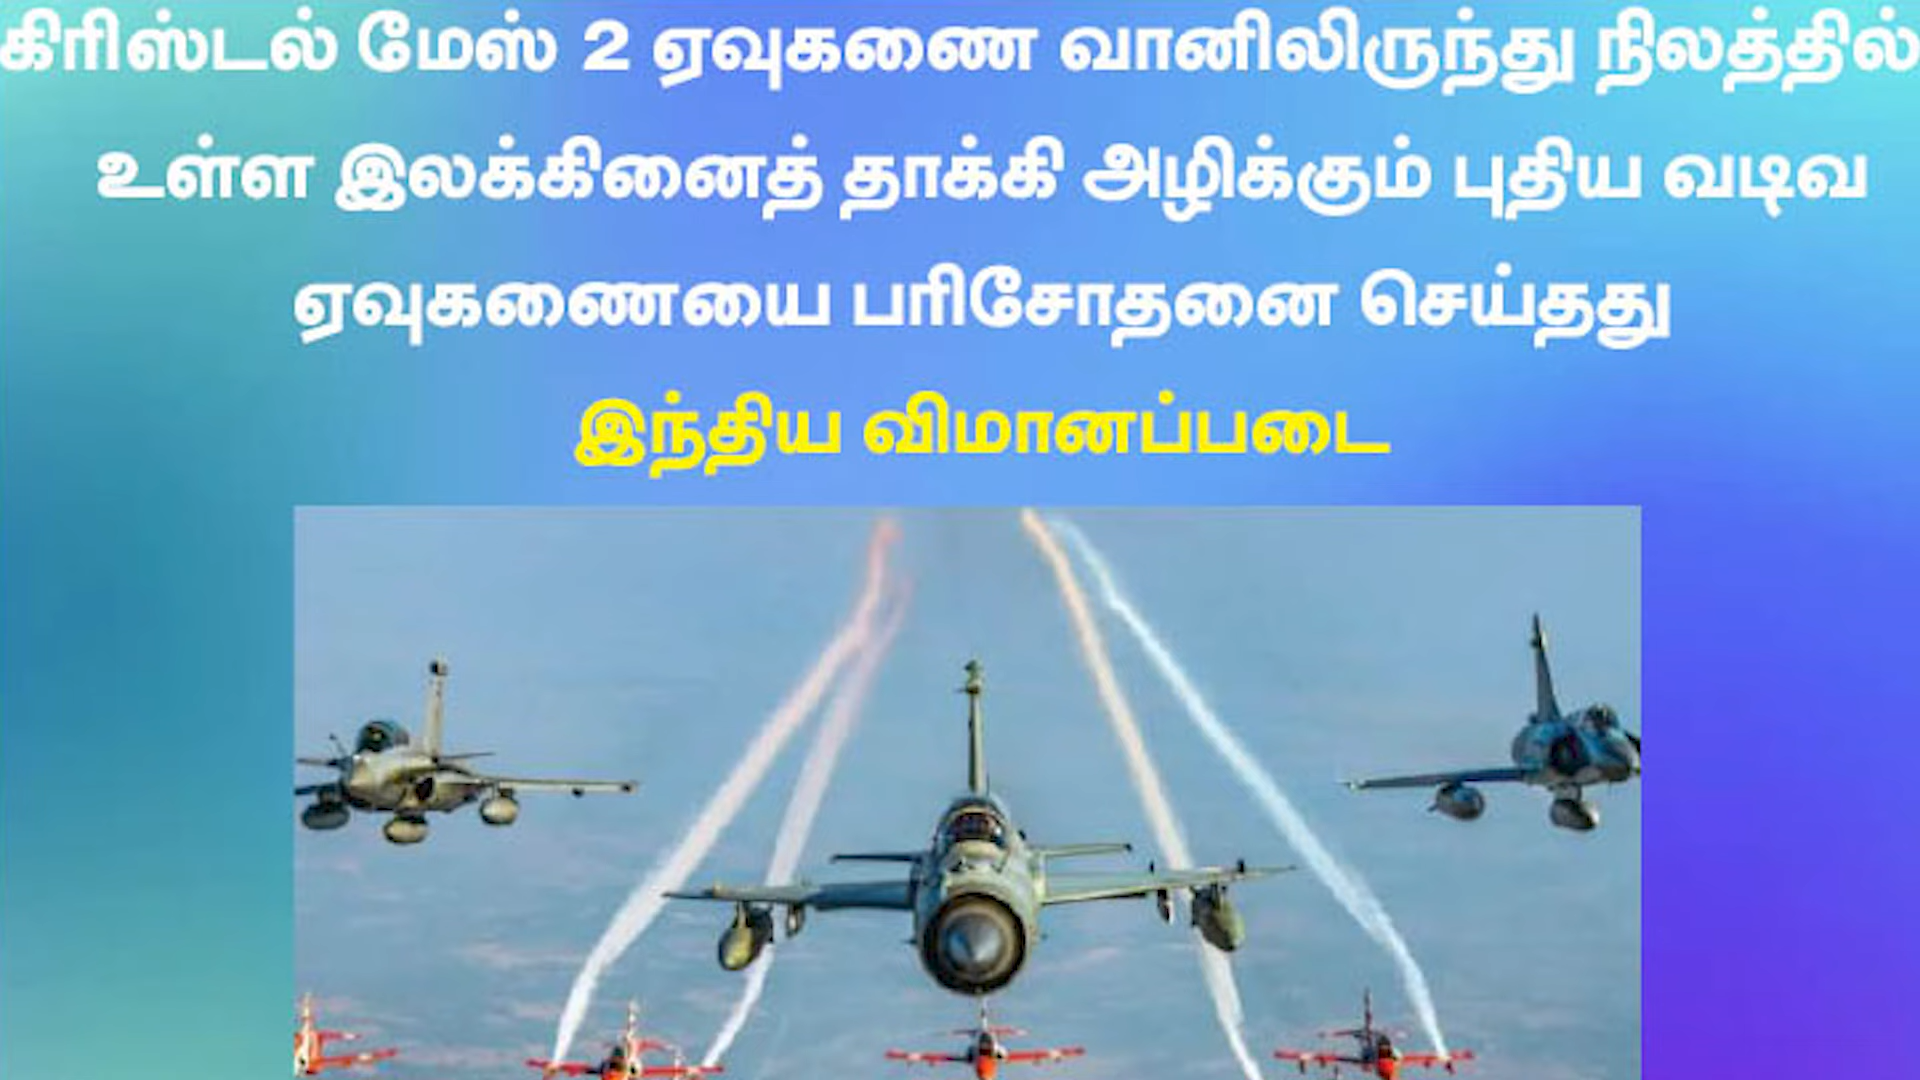 கிரிஸ்டல் மேஸ் 2 ஏவுகணை வானிலிருந்து நிலத்தில்
உள்ள இலக்கினைத் தாக்கி அழிக்கும் புதிய வடிவ
ஏவுகணையை பரிசோதனை செய்தது
இந்திய விமானப்படை